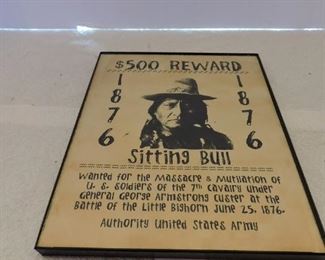 $500 REWARD
1876
1876
Sitting Bull
Wanted for the Massacre & Mutilation of
U. S. Soldiers of the 7th Cavalry under
General George Armstrong Custer at the
Battle of the Little Bighorn June 25, 1876.
Authority United States Army